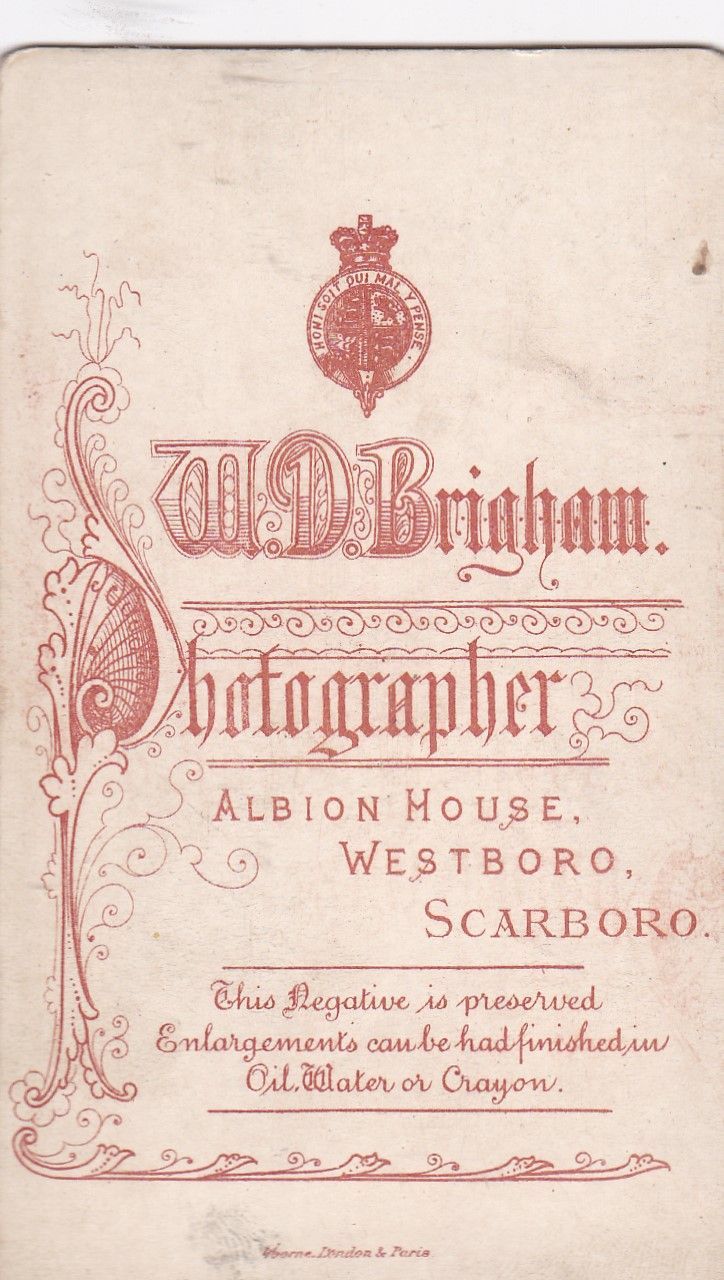 HONI SOIT QUI MAL Y PENSE
W.D. Brigham.
Photographer
ALBION HOUSE,
WESTBORO,
SCARBORO.
This Negative is preserved
Enlargements can be had finished in
Oil, Water or Crayon.
London & Paris